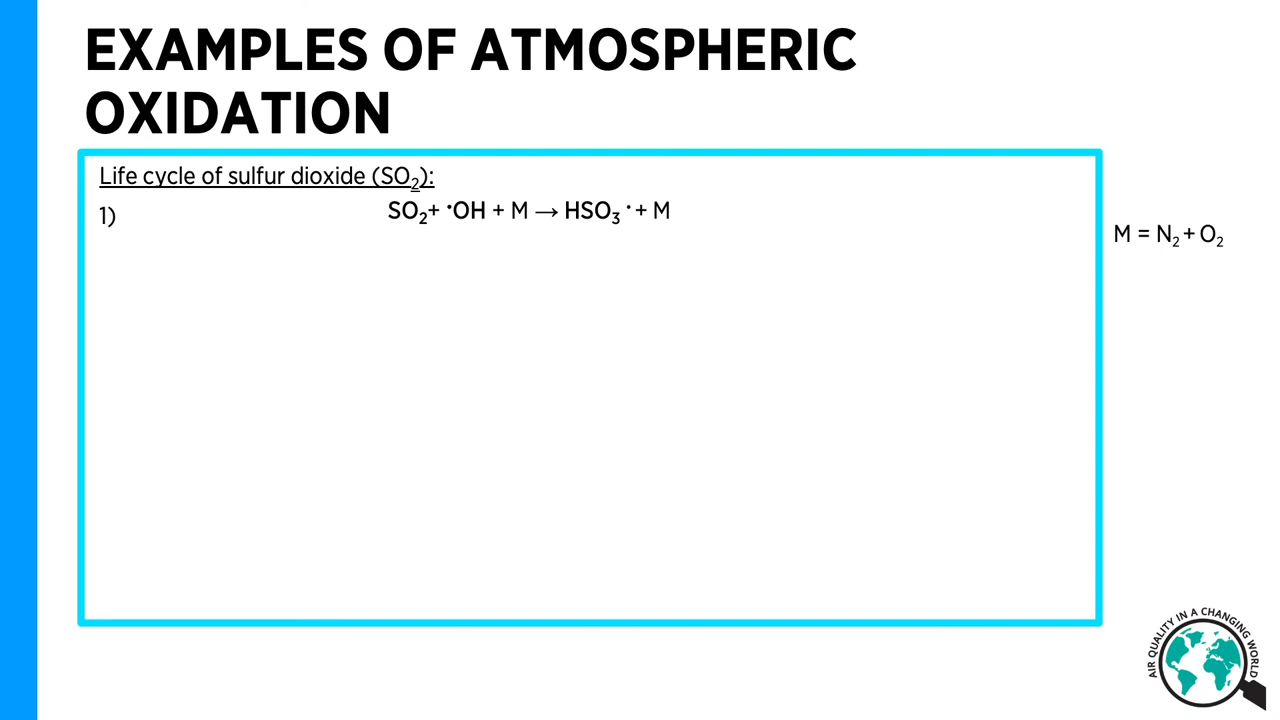 EXAMPLES OF ATMOSPHERIC
OXIDATION
Life cycle of sulfur dioxide (SO₂):
1) SO₂+ •OH + M → HSO₃ • + M
M = N₂ + O₂
AIR QUALITY IN A CHANGING WORLD